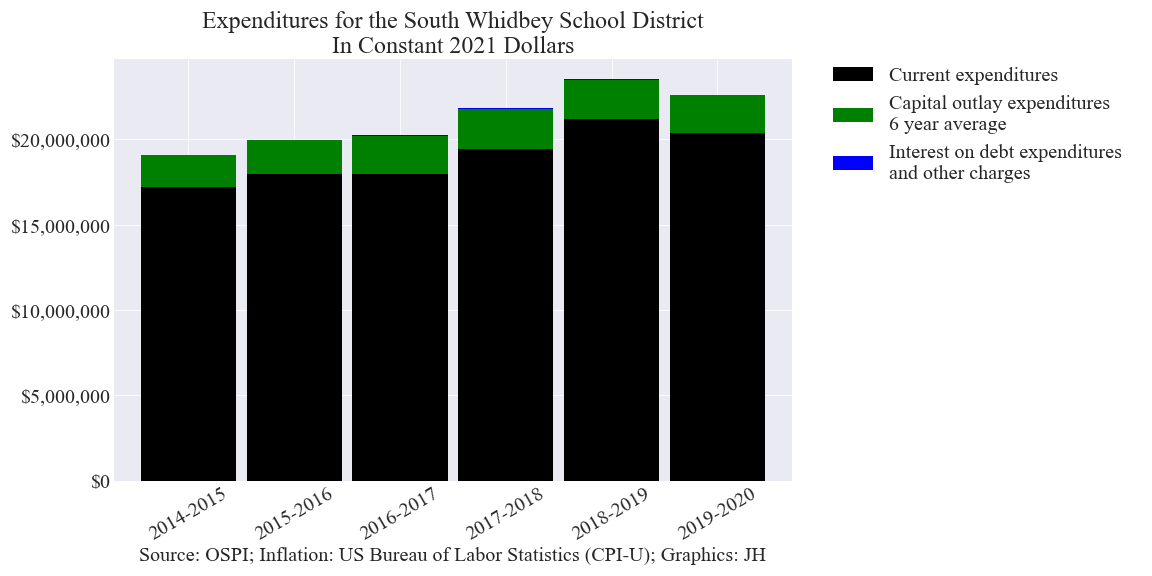 Expenditures for the South Whidbey School District
In Constant 2021 Dollars
Current expenditures
Capital outlay expenditures
6 year average
Interest on debt expenditures
and other charges
$20,000,000
$15,000,000
$10,000,000
$5,000,000
$0
2014-2015
2015-2016
2016-2017
2017-2018
2018-2019
2019-2020
Source: OSPI; Inflation: US Bureau of Labor Statistics (CPI-U); Graphics: JH